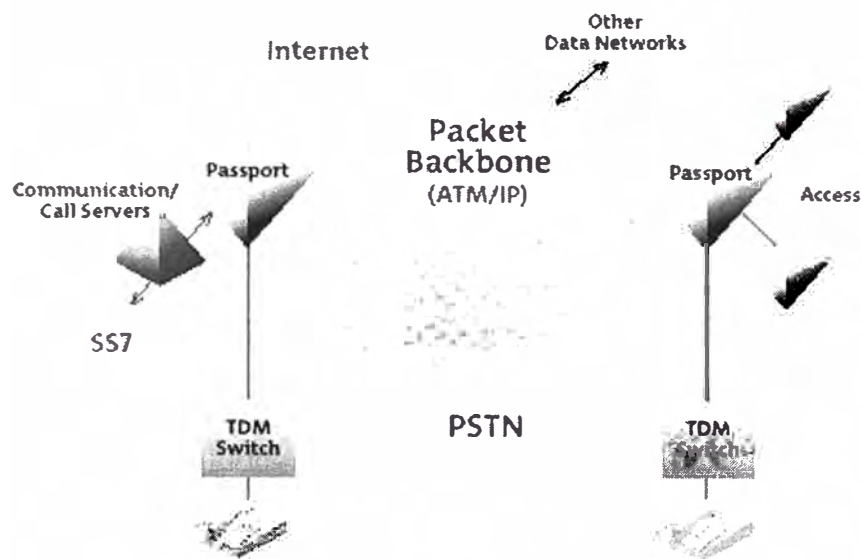 Other
Data Networks
Internet
Packet
Backbone
(ATM/IP)
Passport
Communication/
Call Servers
Passport
Access
SS7
TDM
Switch
PSTN
TDM
Switch